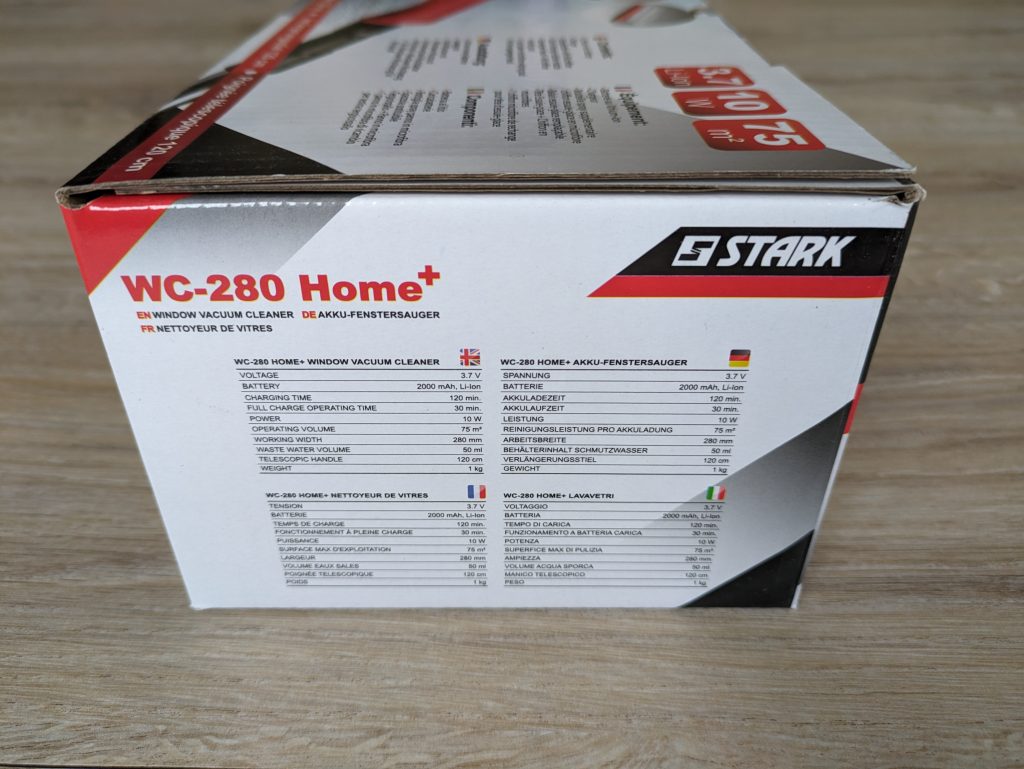 Poignée télescopique 120 cm
3.7 10 75
Li-Ion W m²
STARK
WC-280 Home+
EN WINDOW VACUUM CLEANER DE AKKU-FENSTERSAUGER
FR NETTOYEUR DE VITRES
WC-280 HOME+ WINDOW VACUUM CLEANER
VOLTAGE 3.7 V
BATTERY 2000 mAh, Li-Ion
CHARGING TIME 120 min.
FULL CHARGE OPERATING TIME 30 min.
POWER 10 W
OPERATING VOLUME 75 m²
WORKING WIDTH 280 mm
WASTE WATER VOLUME 50 ml
TELESCOPIC HANDLE 120 cm
WEIGHT 1 kg
WC-280 HOME+ AKKU-FENSTERSAUGER
SPANNUNG 3.7 V
BATTERIE 2000 mAh, Li-Ion
AKKULADEZEIT 120 min.
AKKULAUFZEIT 30 min.
LEISTUNG 10 W
REINIGUNGSLEISTUNG PRO AKKULADUNG 75 m²
ARBEITSBREITE 280 mm
BEHÄLTERINHALT SCHMUTZWASSER 50 ml
VERLÄNGERUNGSSTIEL 120 cm
GEWICHT 1 kg
WC-280 HOME+ NETTOYEUR DE VITRES
TENSION 3.7 V
BATTERIE 2000 mAh, Li-Ion
TEMPS DE CHARGE 120 min.
FONCTIONNEMENT À PLEINE CHARGE 30 min.
PUISSANCE 10 W
SURFACE MAX D'EXPLOITATION 75 m²
LARGEUR 280 mm
VOLUME EAUX SALES 50 ml
POIGNÉE TÉLESCOPIQUE 120 cm
POIDS 1 kg
WC-280 HOME+ LAVAVETRI
VOLTAGGIO 3.7 V
BATTERIA 2000 mAh, Li-Ion
TEMPO DI CARICA 120 min.
FUNZIONAMENTO A BATTERIA CARICA 30 min.
POTENZA 10 W
SUPERFICE MAX DI PULIZIA 75 m²
AMPIEZZA 280 mm
VOLUME ACQUA SPORCA 50 ml
MANICO TELESCOPICO 120 cm
PESO 1 kg